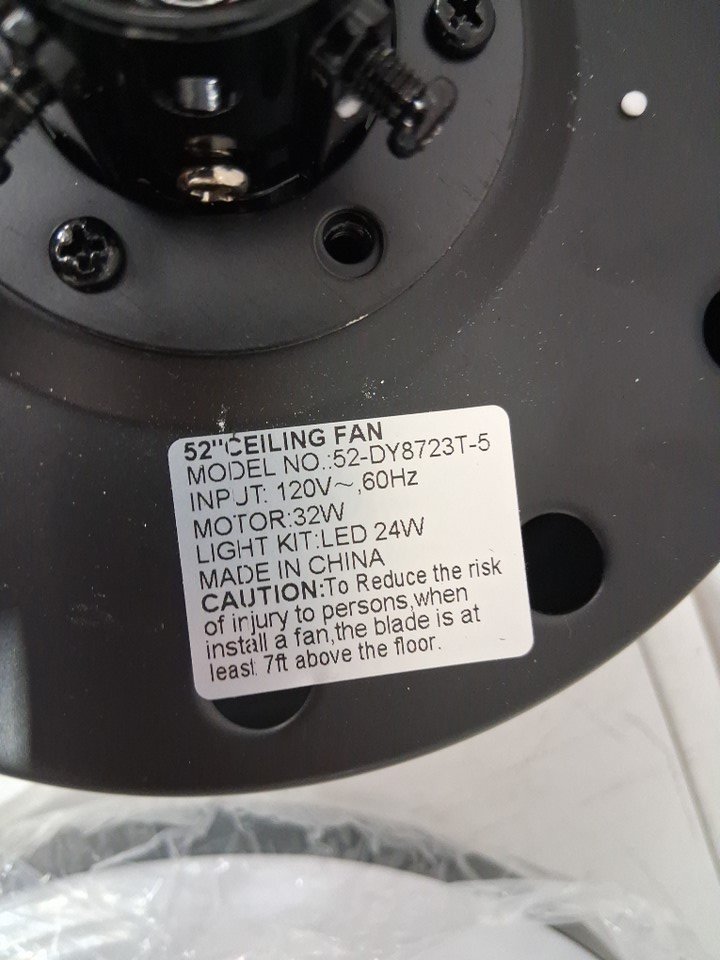 52"CEILING FAN
MODEL NO.:52-DY8723T-5
INPUT: 120V~,60Hz
MOTOR:32W
LIGHT KIT:LED 24W
MADE IN CHINA
CAUTION:To Reduce the risk
of injury to persons,when
install a fan,the blade is at
least 7ft above the floor.